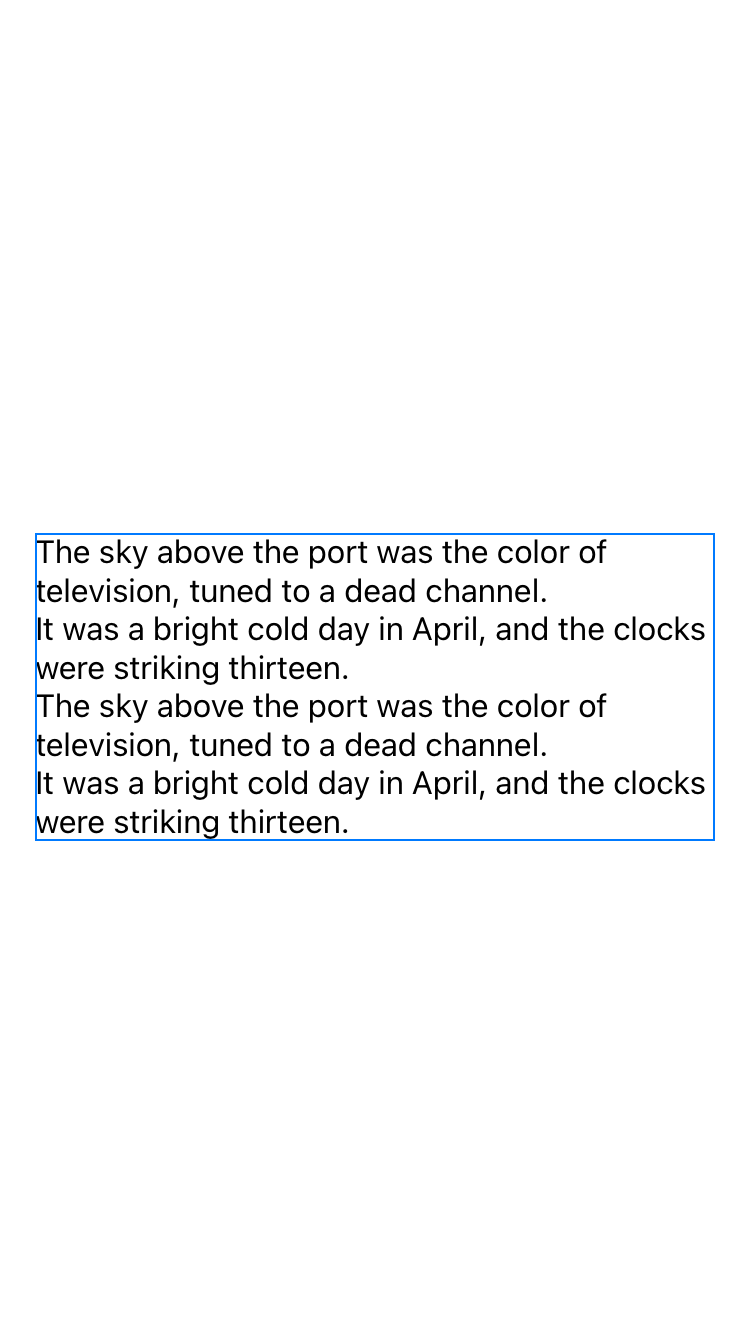 The sky above the port was the color of
television, tuned to a dead channel.
It was a bright cold day in April, and the clocks
were striking thirteen.
The sky above the port was the color of
television, tuned to a dead channel.
It was a bright cold day in April, and the clocks
were striking thirteen.